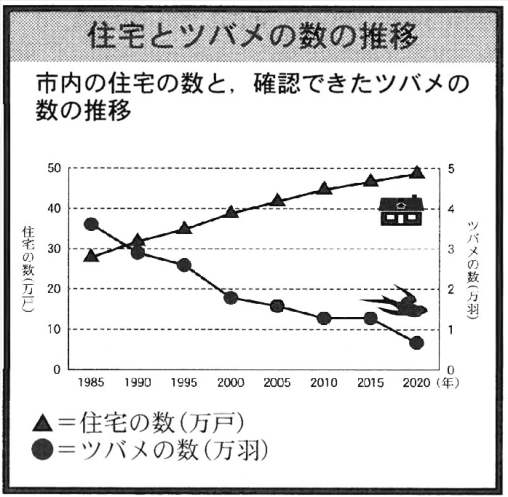 住宅とツバメの数の推移
市内の住宅の数と，確認できたツバメの
数の推移
50
40
30
20
10
0
住宅の数(万戸)
5
4
3
2
1
0
ツバメの数(万羽)
1985 1990 1995 2000 2005 2010 2015 2020 (年)
▲＝住宅の数(万戸)
●＝ツバメの数(万羽)